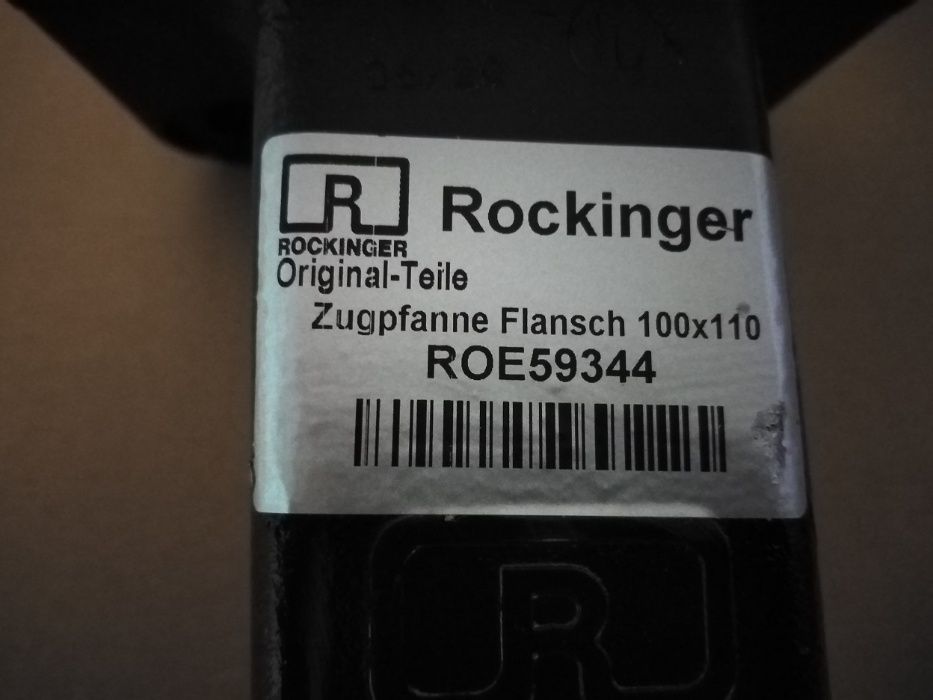 R
ROCKINGER
Rockinger
Original-Teile
Zugpfanne Flansch 100x110
ROE59344
R